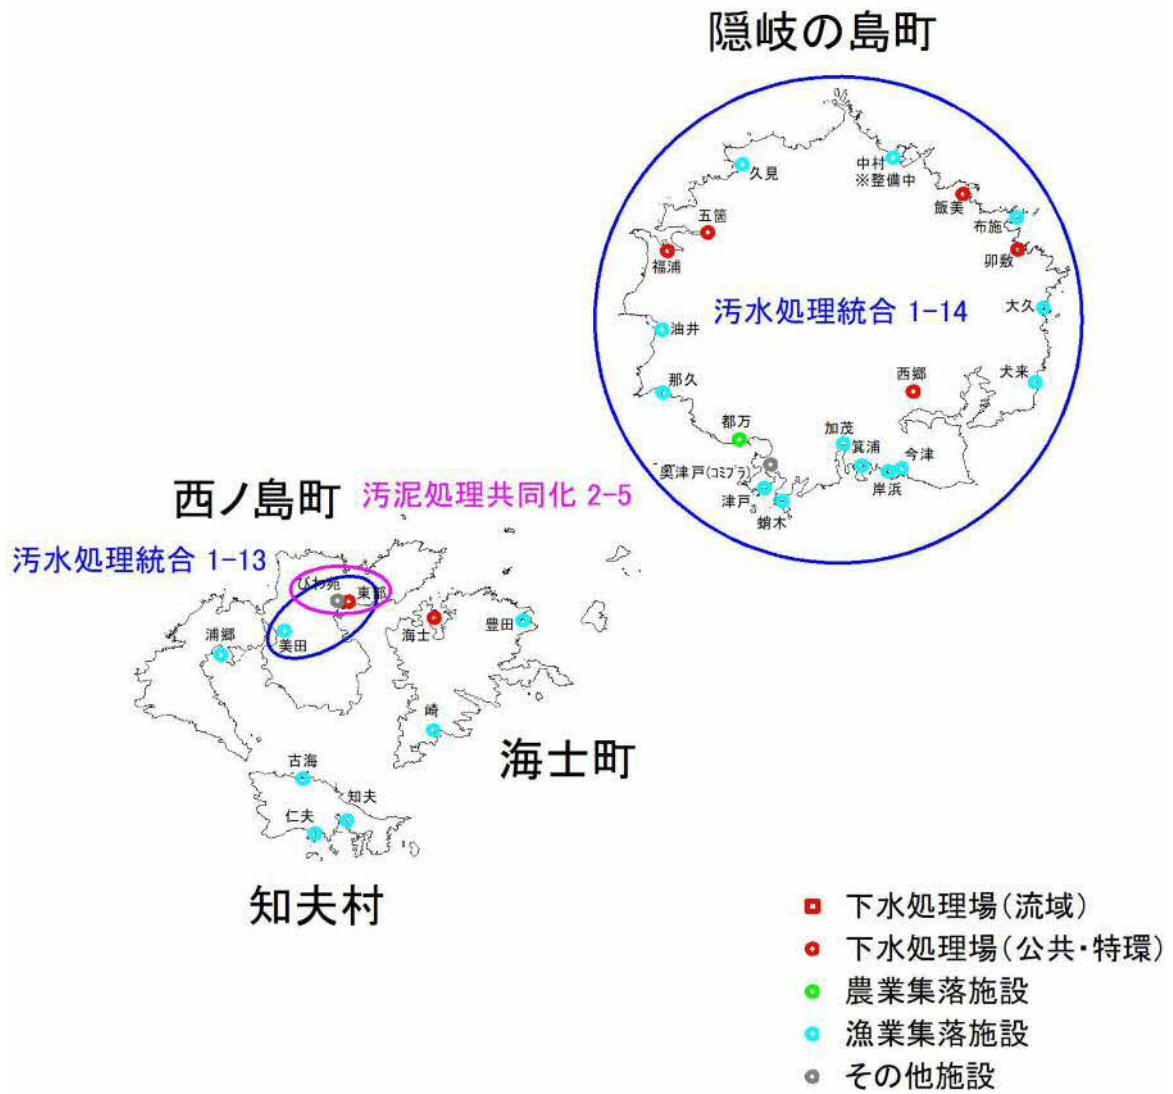 隠岐の島町
中村
※整備中
久見
飯美
布施
五箇
福浦
卯敷
汚水処理統合 1-14
大久
油井
那久
西郷
犬来
都万
加茂
箕浦
今津
奥津戸(ｺﾐﾌﾟﾗ)
岸浜
津戸
蛸木
西ノ島町
汚泥処理共同化 2-5
汚水処理統合 1-13
びわ苑
東部
美田
浦郷
海士
豊田
崎
海士町
古海
知夫
仁夫
知夫村
下水処理場(流域)
下水処理場(公共・特環)
農業集落施設
漁業集落施設
その他施設